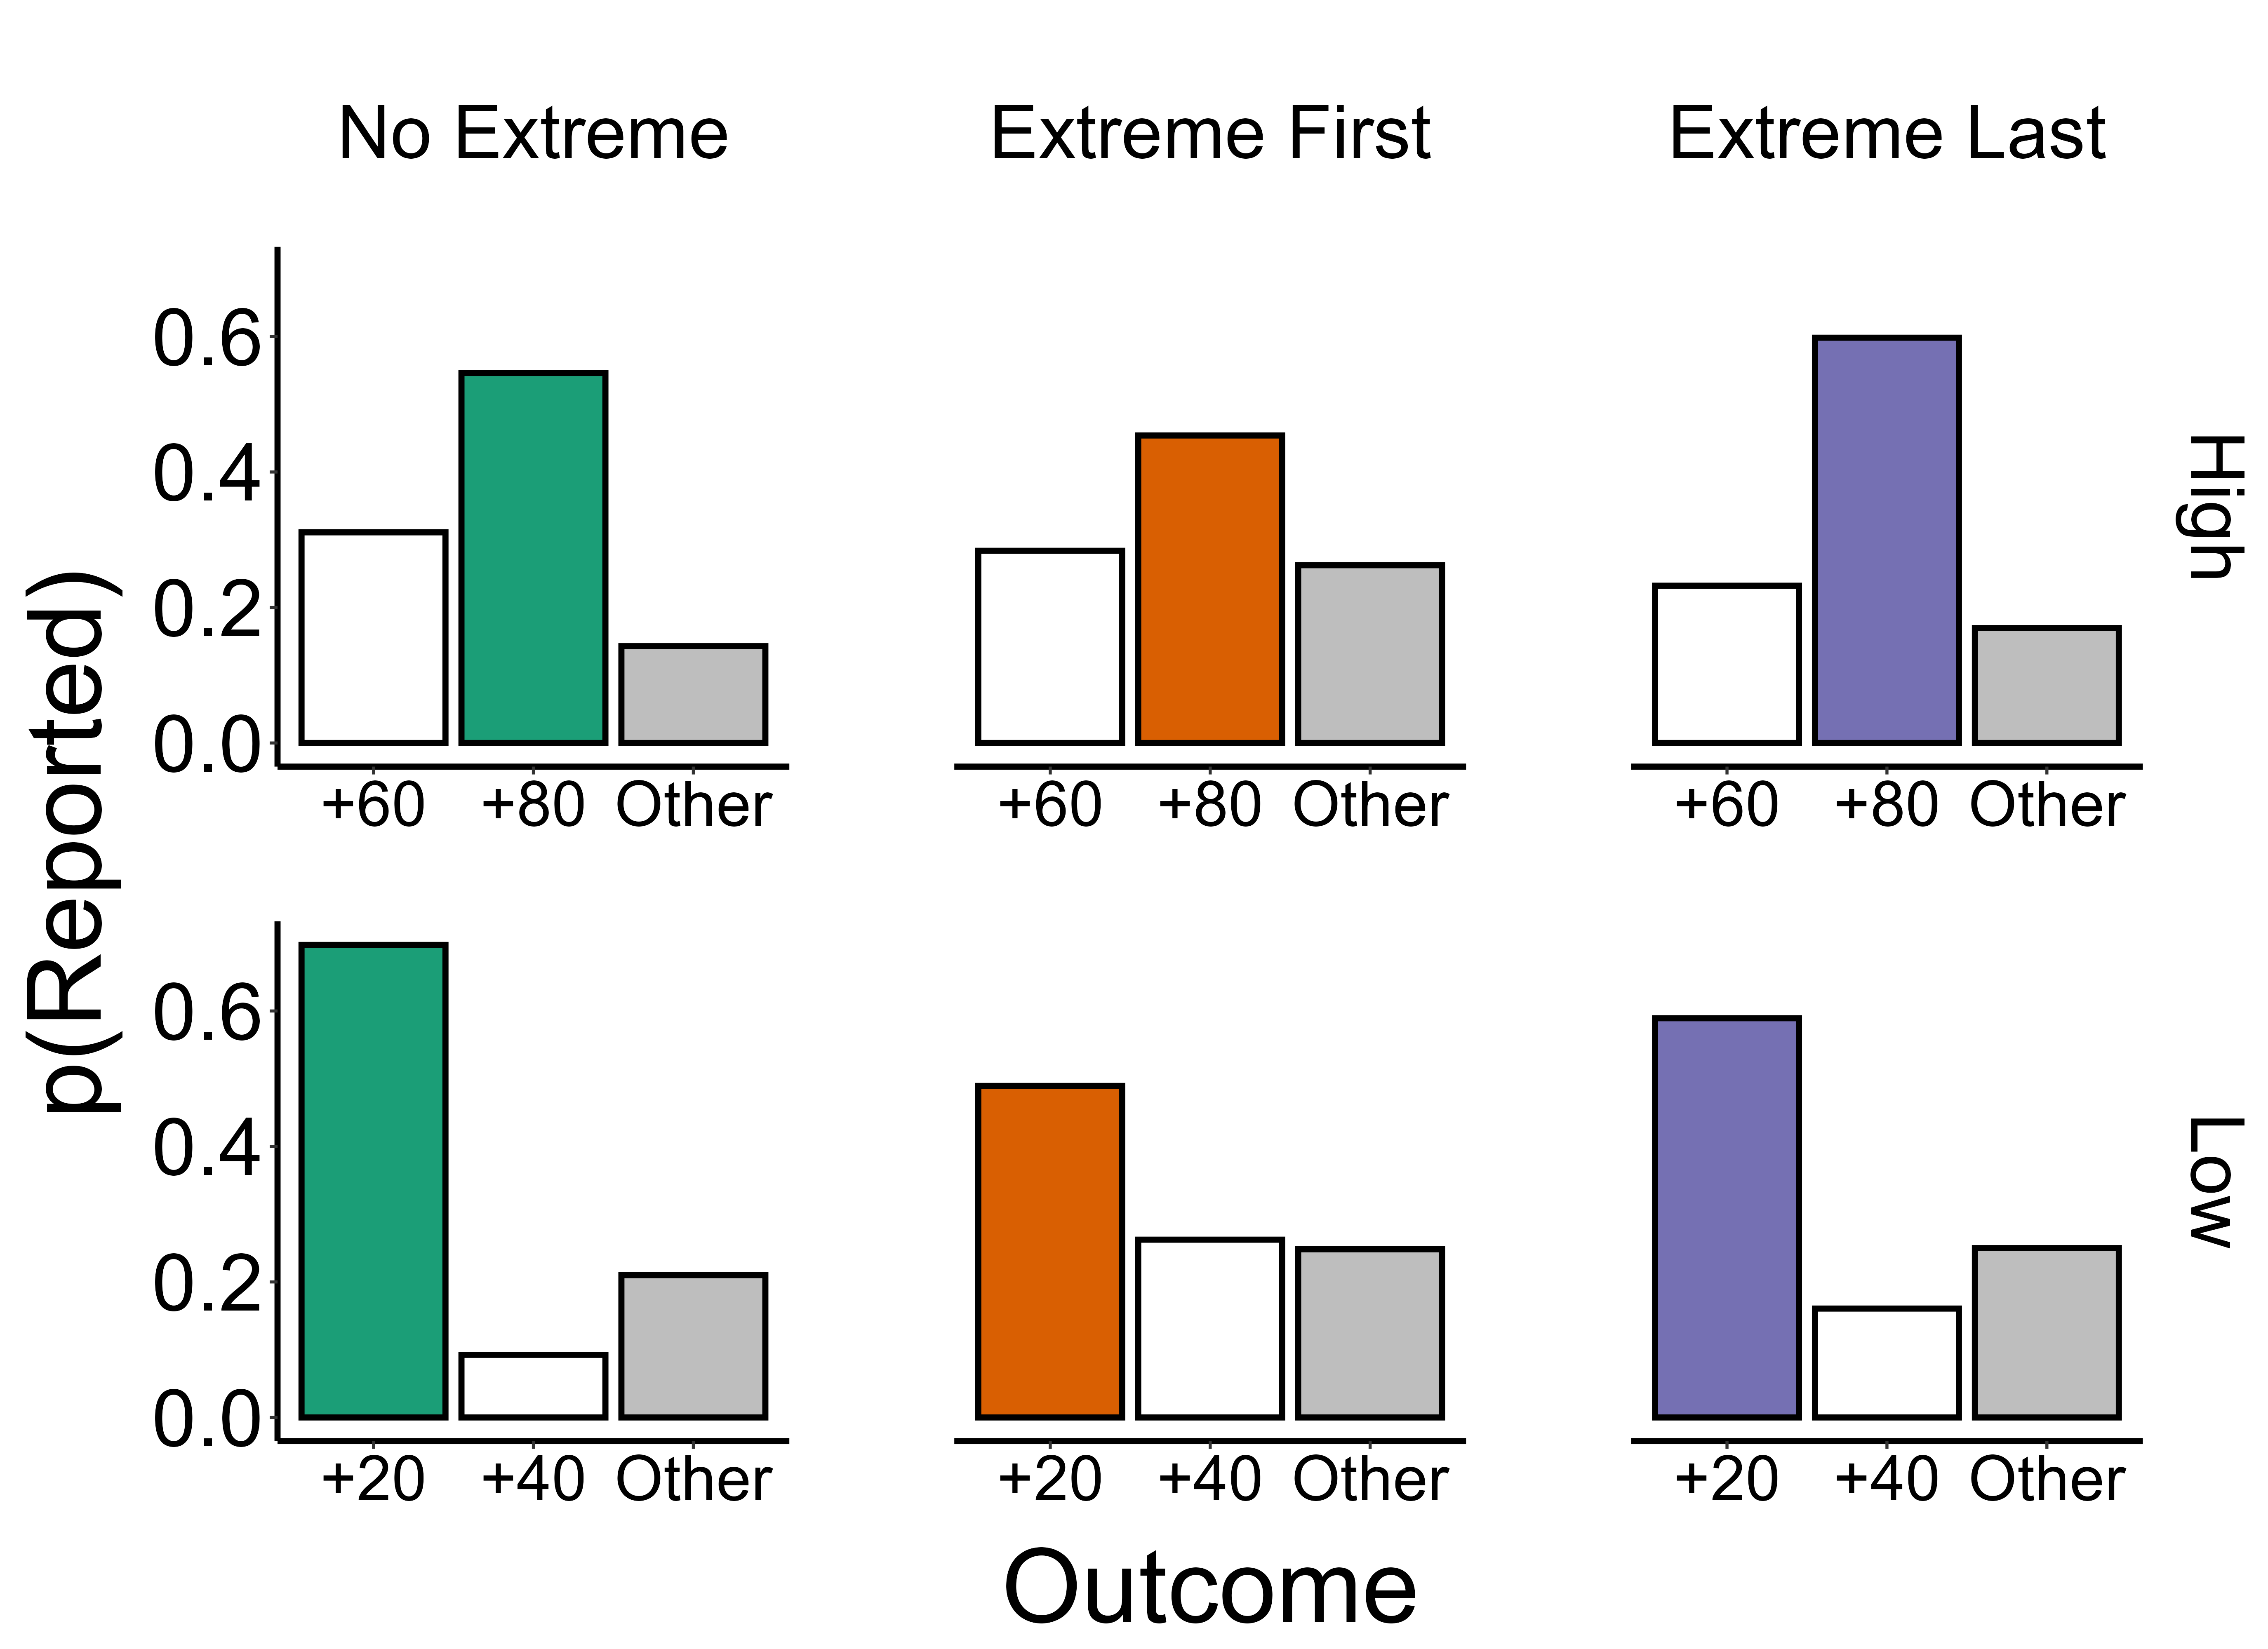 No Extreme
Extreme First
Extreme Last
0.6
0.4
0.2
0.0
+60 +80 Other
+60 +80 Other
+60 +80 Other
High
p(Reported)
0.6
0.4
0.2
0.0
+20 +40 Other
+20 +40 Other
+20 +40 Other
Low
Outcome